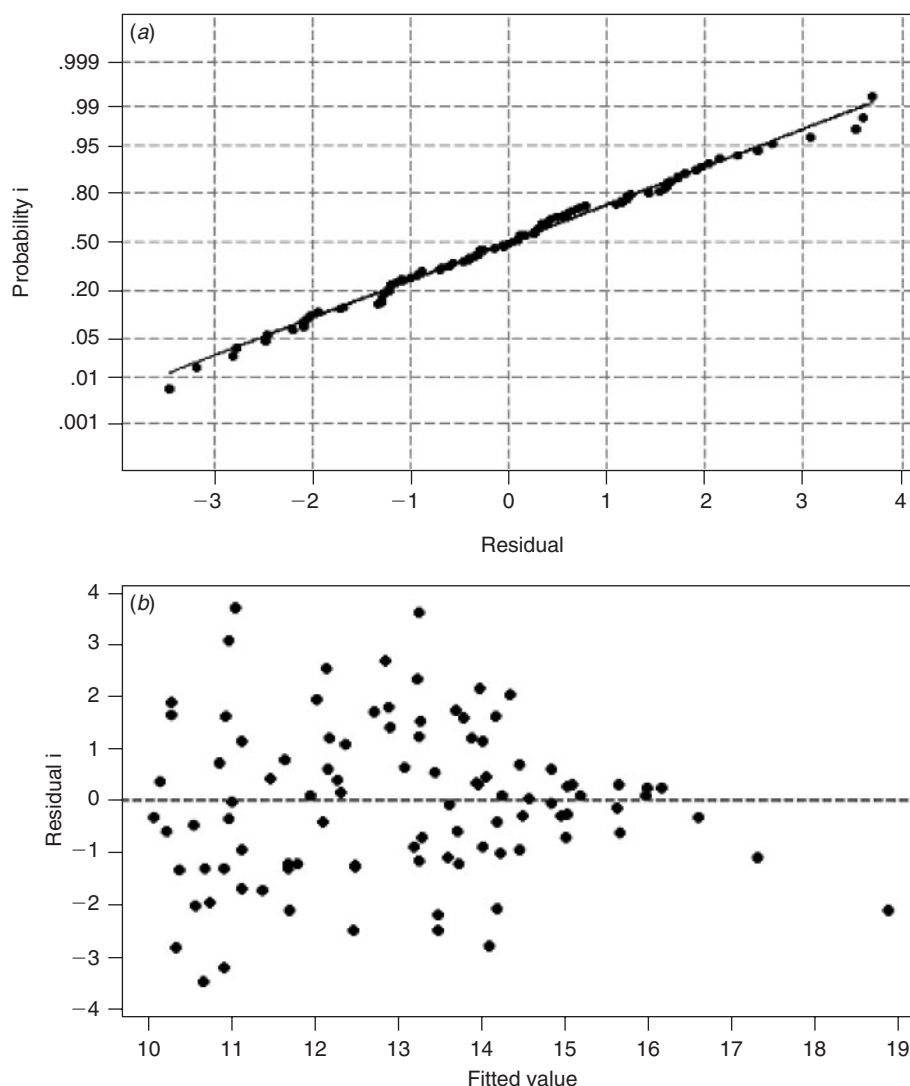 (a)
.999
.99
.95
.80
.50
.20
.05
.01
.001
Probability i
−3 −2 −1 0 1 2 3 4
Residual
(b)
4
3
2
1
0
−1
−2
−3
−4
Residual i
10 11 12 13 14 15 16 17 18 19
Fitted value